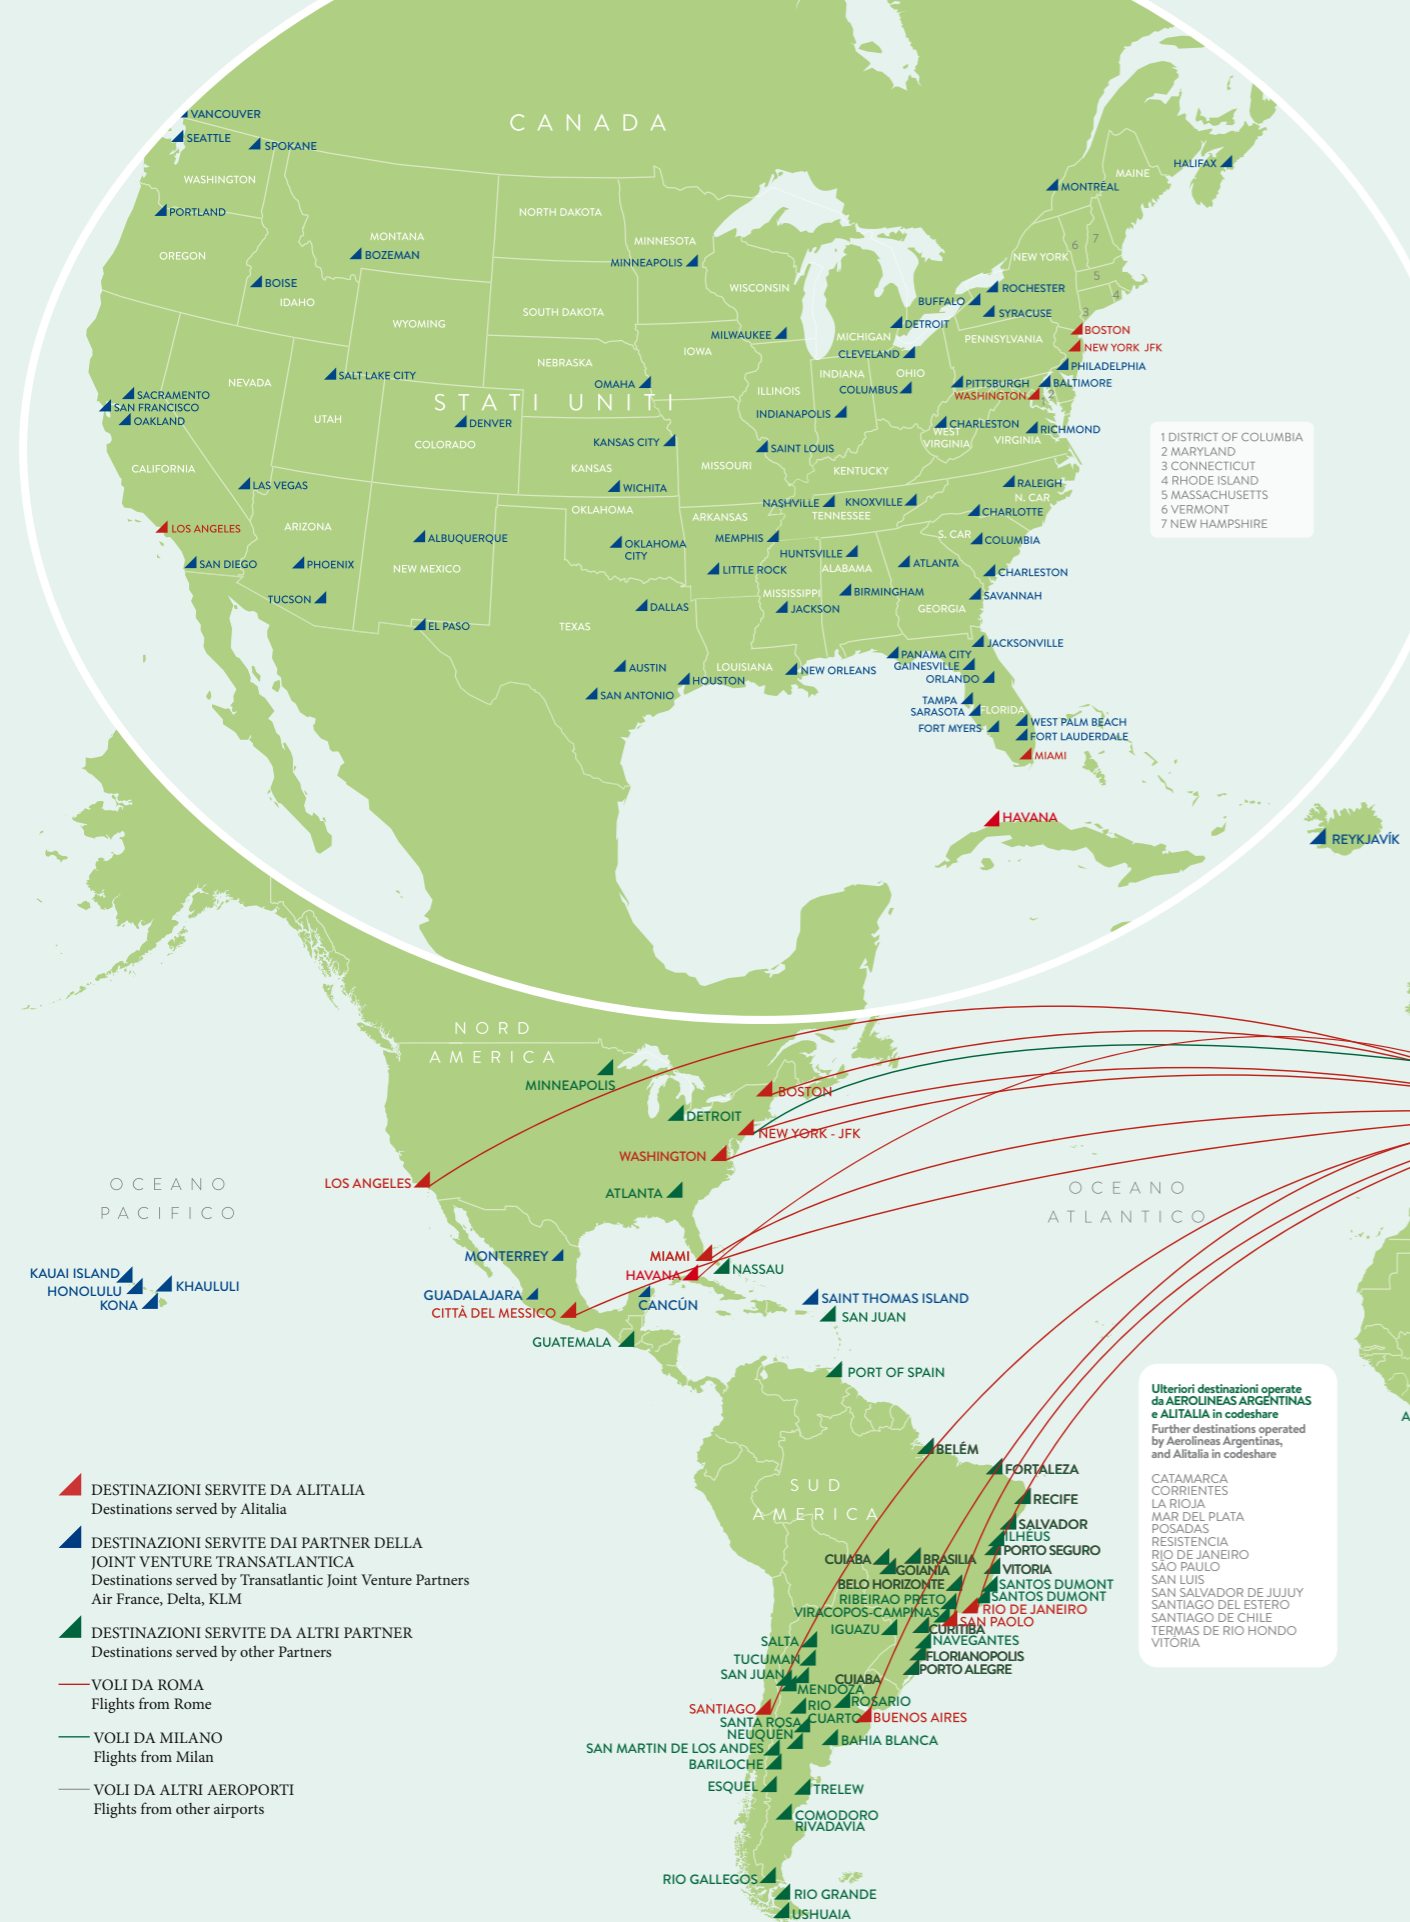 CANADA
VANCOUVER
SEATTLE
SPOKANE
HALIFAX
MAINE
WASHINGTON
MONTRÉAL
PORTLAND
NORTH DAKOTA
MONTANA
MINNESOTA
6
7
OREGON
BOZEMAN
NEW YORK
MINNEAPOLIS
5
BOISE
WISCONSIN
ROCHESTER
4
IDAHO
BUFFALO
SOUTH DAKOTA
SYRACUSE
3
WYOMING
DETROIT
BOSTON
MILWAUKEE
MICHIGAN
PENNSYLVANIA
NEW YORK JFK
IOWA
CLEVELAND
NEBRASKA
PHILADELPHIA
SALT LAKE CITY
INDIANA
OHIO
NEVADA
OMAHA
ILLINOIS
COLUMBUS
PITTSBURGH
BALTIMORE
SACRAMENTO
WASHINGTON
2
STATI UNITI
SAN FRANCISCO
INDIANAPOLIS
OAKLAND
UTAH
DENVER
CHARLESTON
RICHMOND
WEST
VIRGINIA
VIRGINIA
COLORADO
KANSAS CITY
SAINT LOUIS
CALIFORNIA
KANSAS
MISSOURI
KENTUCKY
LAS VEGAS
WICHITA
RALEIGH
N. CAR
NASHVILLE
KNOXVILLE
OKLAHOMA
ARKANSAS
TENNESSEE
CHARLOTTE
LOS ANGELES
ARIZONA
ALBUQUERQUE
MEMPHIS
S. CAR
COLUMBIA
OKLAHOMA
CITY
HUNTSVILLE
SAN DIEGO
PHOENIX
NEW MEXICO
LITTLE ROCK
ALABAMA
ATLANTA
CHARLESTON
TUCSON
MISSISSIPPI
BIRMINGHAM
SAVANNAH
DALLAS
JACKSON
GEORGIA
EL PASO
TEXAS
JACKSONVILLE
PANAMA CITY
AUSTIN
LOUISIANA
NEW ORLEANS
GAINESVILLE
HOUSTON
ORLANDO
SAN ANTONIO
TAMPA
SARASOTA
FLORIDA
FORT MYERS
WEST PALM BEACH
FORT LAUDERDALE
MIAMI
HAVANA
REYKJAVÍK
1 DISTRICT OF COLUMBIA
2 MARYLAND
3 CONNECTICUT
4 RHODE ISLAND
5 MASSACHUSETTS
6 VERMONT
7 NEW HAMPSHIRE
NORD
AMERICA
MINNEAPOLIS
BOSTON
DETROIT
NEW YORK - JFK
WASHINGTON
LOS ANGELES
ATLANTA
OCEANO
PACIFICO
OCEANO
ATLANTICO
MONTERREY
MIAMI
HAVANA
NASSAU
KAUAI ISLAND
HONOLULU
KHAULULI
KONA
GUADALAJARA
CITTÀ DEL MESSICO
CANCÚN
SAINT THOMAS ISLAND
SAN JUAN
GUATEMALA
PORT OF SPAIN
A
BELÉM
FORTALEZA
SUD
AMERICA
RECIFE
SALVADOR
ILHÉUS
PORTO SEGURO
CUIABA
BRASILIA
GOIANIA
VITORIA
BELO HORIZONTE
SANTOS DUMONT
SANTOS DUMONT
RIBEIRAO PRETO
RIO DE JANEIRO
VIRACOPOS-CAMPINAS
SAN PAOLO
IGUAZU
CURITIBA
SALTA
NAVEGANTES
TUCUMAN
FLORIANOPOLIS
SAN JUAN
PORTO ALEGRE
CUIABA
MENDOZA
SANTIAGO
RIO
CUARTO
ROSARIO
BUENOS AIRES
SANTA ROSA
NEUQUÉN
SAN MARTIN DE LOS ANDES
BAHIA BLANCA
BARILOCHE
ESQUEL
TRELEW
COMODORO
RIVADAVIA
RIO GALLEGOS
RIO GRANDE
USHUAIA
Ulteriori destinazioni operate
da AEROLINEAS ARGENTINAS
e ALITALIA in codeshare
Further destinations operated
by Aerolineas Argentinas,
and Alitalia in codeshare
CATAMARCA
CORRIENTES
LA RIOJA
MAR DEL PLATA
POSADAS
RESISTENCIA
RIO DE JANEIRO
SÃO PAULO
SAN LUIS
SAN SALVADOR DE JUJUY
SANTIAGO DEL ESTERO
SANTIAGO DE CHILE
TERMAS DE RIO HONDO
VITÓRIA
DESTINAZIONI SERVITE DA ALITALIA
Destinations served by Alitalia
DESTINAZIONI SERVITE DAI PARTNER DELLA
JOINT VENTURE TRANSATLANTICA
Destinations served by Transatlantic Joint Venture Partners
Air France, Delta, KLM
DESTINAZIONI SERVITE DA ALTRI PARTNER
Destinations served by other Partners
VOLI DA ROMA
Flights from Rome
VOLI DA MILANO
Flights from Milan
VOLI DA ALTRI AEROPORTI
Flights from other airports